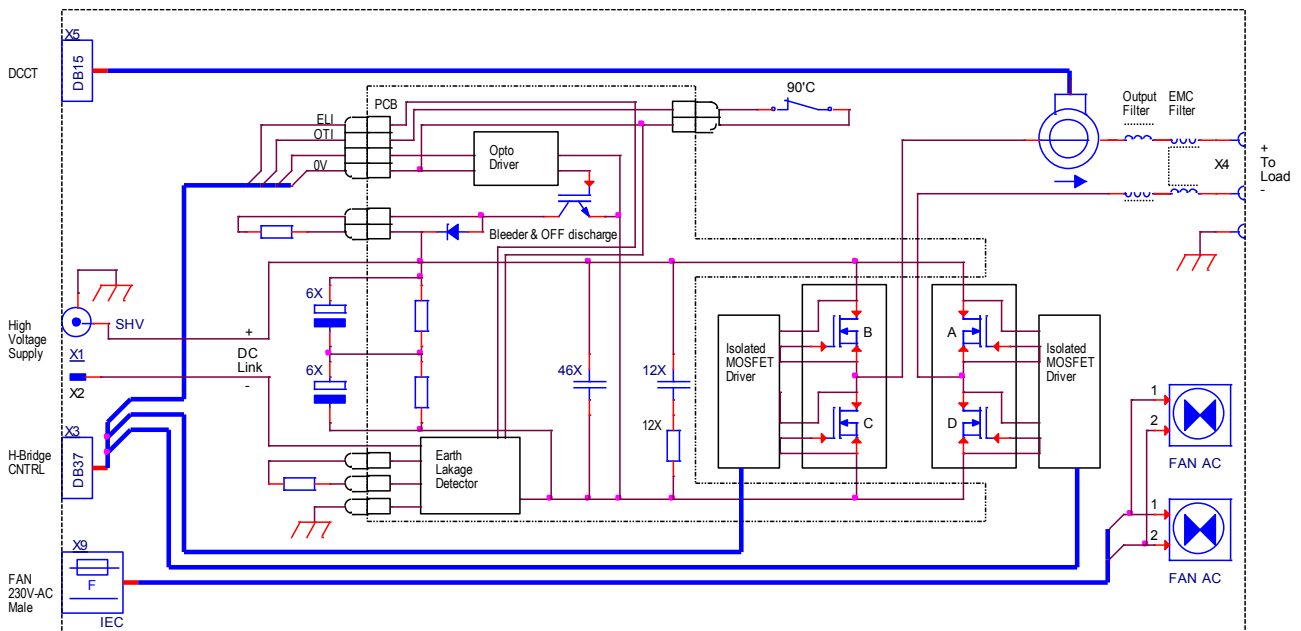 X5
DCCT
DB15
PCB
90'C
Output
Filter
EMC
Filter
ELI
OTI
0V
Opto
Driver
X4
+
To
Load
-
Bleeder & OFF discharge
6X
46X
12X
High
Voltage
Supply
SHV
+
DC
Link
-
X1
X2
6X
12X
Isolated
MOSFET
Driver
B
A
Isolated
MOSFET
Driver
C
D
1
2
FAN AC
X3
H-Bridge
CNTRL
DB37
Earth
Lakage
Detector
1
2
FAN AC
X9
F
FAN
230V-AC
Male
IEC